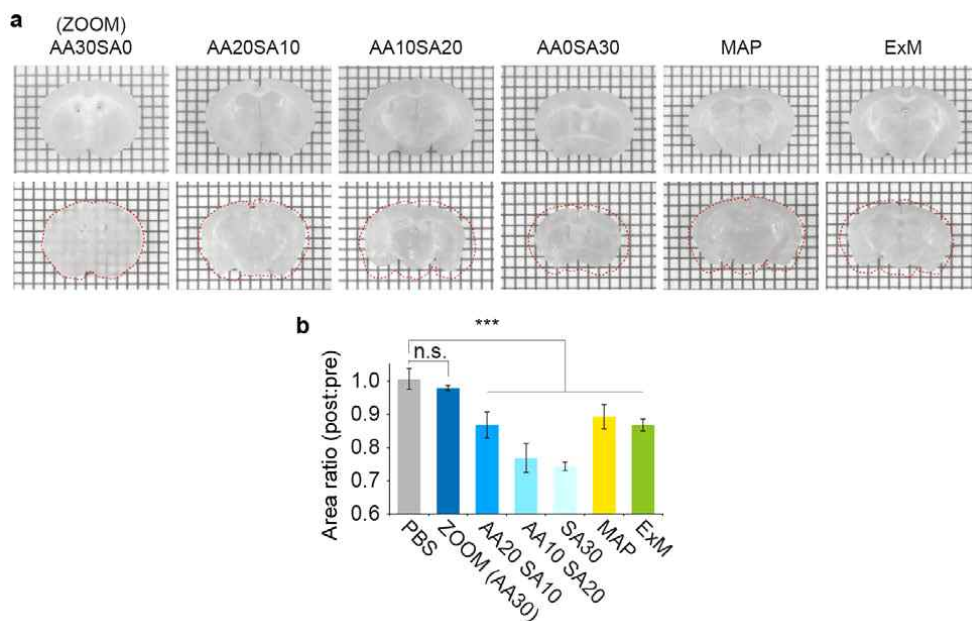 a
(ZOOM)
AA30SA0 AA20SA10 AA10SA20 AA0SA30 MAP ExM
b
***
n.s.
Area ratio (post:pre)
1.0
0.9
0.8
0.7
0.6
PBS
ZOOM (AA30)
AA20 SA10
AA10 SA20
SA30
MAP
ExM